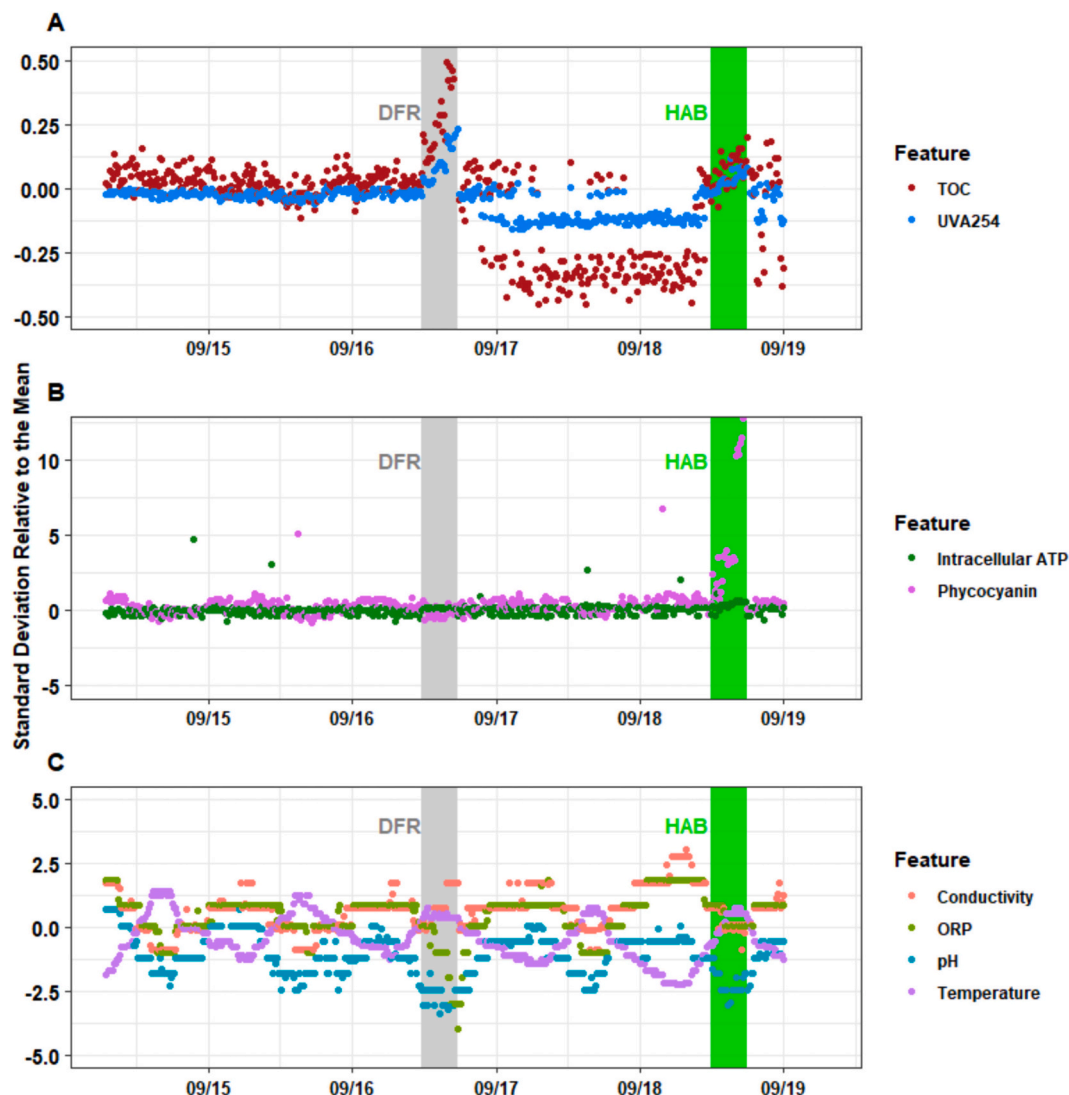 A
0.50
0.25
0.00
-0.25
-0.50
DFR
HAB
09/15
09/16
09/17
09/18
09/19
Feature
TOC
UVA254
Standard Deviation Relative to the Mean
B
10
5
0
-5
DFR
HAB
09/15
09/16
09/17
09/18
09/19
Feature
Intracellular ATP
Phycocyanin
C
5.0
2.5
0.0
-2.5
-5.0
DFR
HAB
09/15
09/16
09/17
09/18
09/19
Feature
Conductivity
ORP
pH
Temperature